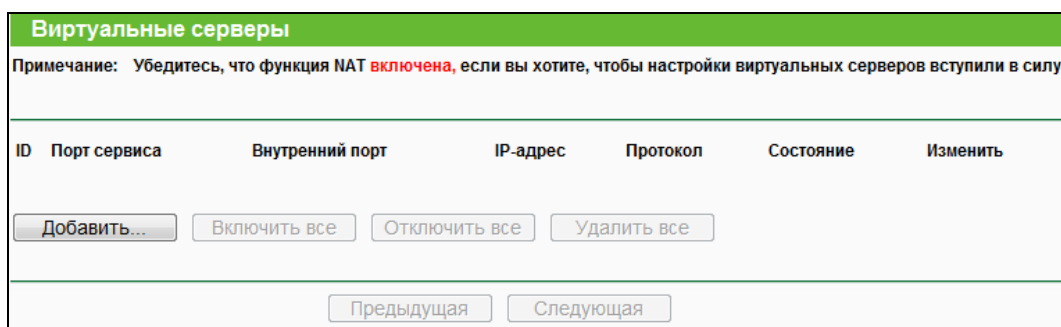 Виртуальные серверы
Примечание: Убедитесь, что функция NAT включена, если вы хотите, чтобы настройки виртуальных серверов вступили в силу
ID Порт сервиса Внутренний порт IP-адрес Протокол Состояние Изменить
Добавить... Включить все Отключить все Удалить все
Предыдущая Следующая